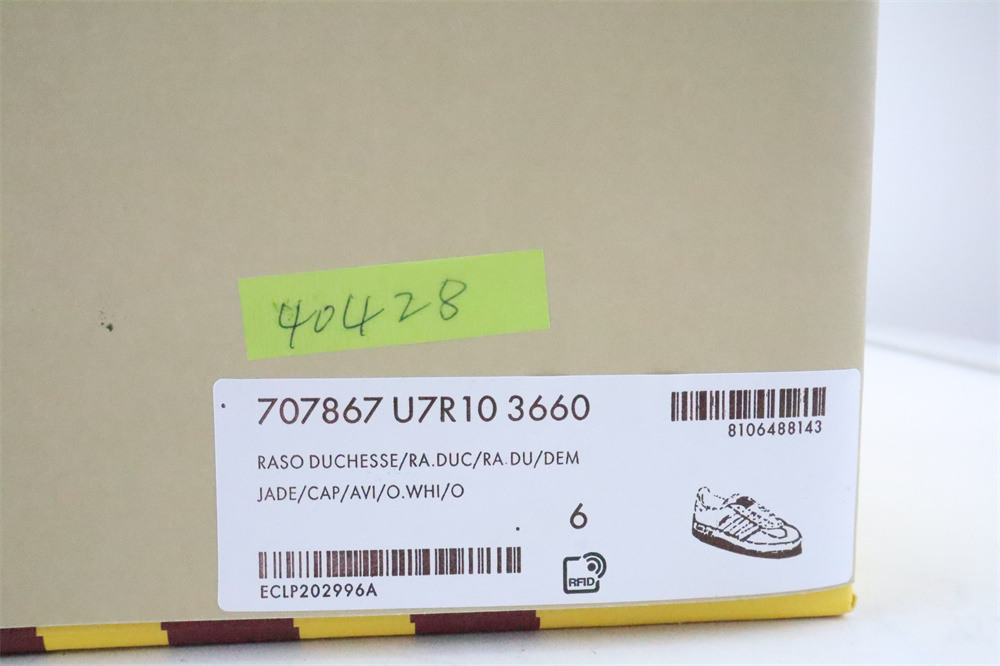 40428
707867 U7R10 3660
8106488143
RASO DUCHESSE/RA.DUC/RA.DU/DEM
JADE/CAP/AVI/O.WHI/O
6
RFID
ECLP202996A